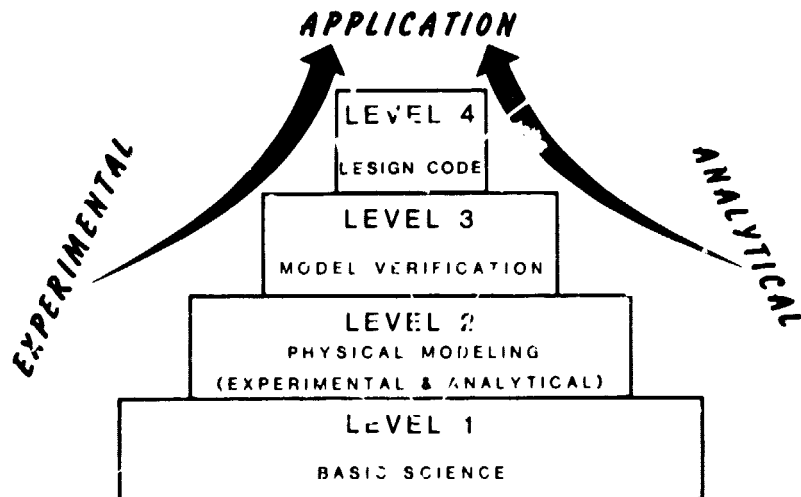 APPLICATION
EXPERIMENTAL
ANALYTICAL
LEVEL 4
LESIGN CODE
LEVEL 3
MODEL VERIFICATION
LEVEL 2
PHYSICAL MODELING
(EXPERIMENTAL & ANALYTICAL)
LEVEL 1
BASIC SCIENCE